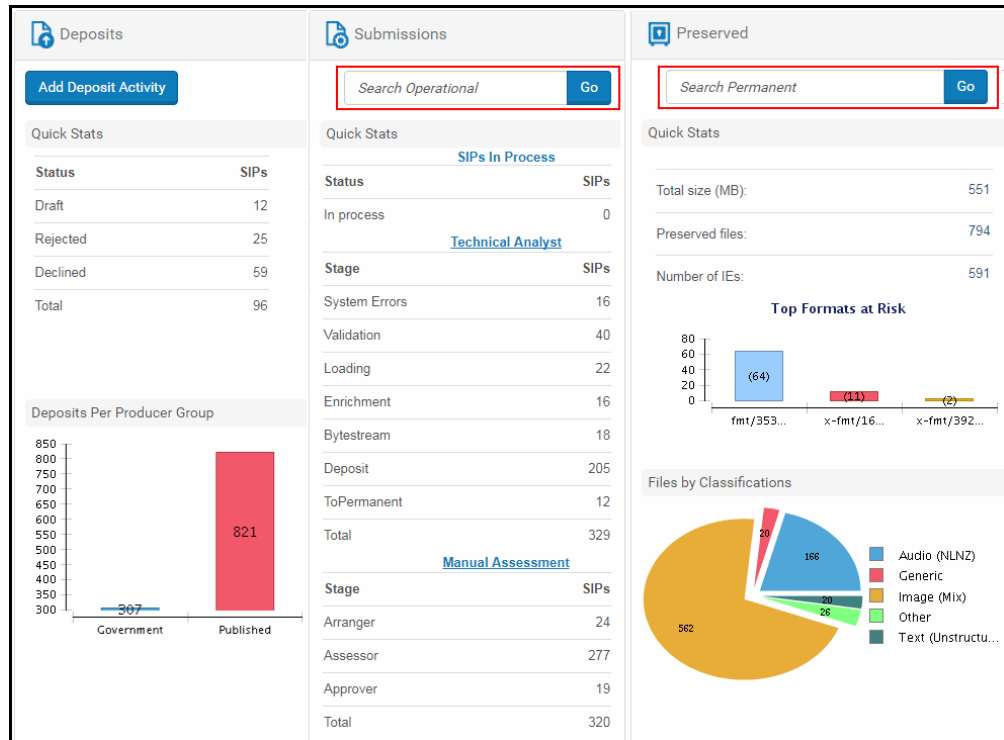 Deposits
Add Deposit Activity
Quick Stats
Status SIPs
Draft 12
Rejected 25
Declined 59
Total 96
Deposits Per Producer Group
850
800
750
700
650
600
550
500
450
400
350
300
307
821
Government Published
Submissions
Search Operational Go
Quick Stats
SIPs In Process
Status SIPs
In process 0
Technical Analyst
Stage SIPs
System Errors 16
Validation 40
Loading 22
Enrichment 16
Bytestream 18
Deposit 205
ToPermanent 12
Total 329
Manual Assessment
Stage SIPs
Arranger 24
Assessor 277
Approver 19
Total 320
Preserved
Search Permanent Go
Quick Stats
Total size (MB): 551
Preserved files: 794
Number of IEs: 591
Top Formats at Risk
80
60
40
20
0
(64)
(11)
(2)
fmt/353... x-fmt/16... x-fmt/392...
Files by Classifications
20
166
20
26
562
Audio (NLNZ)
Generic
Image (Mix)
Other
Text (Unstructu...